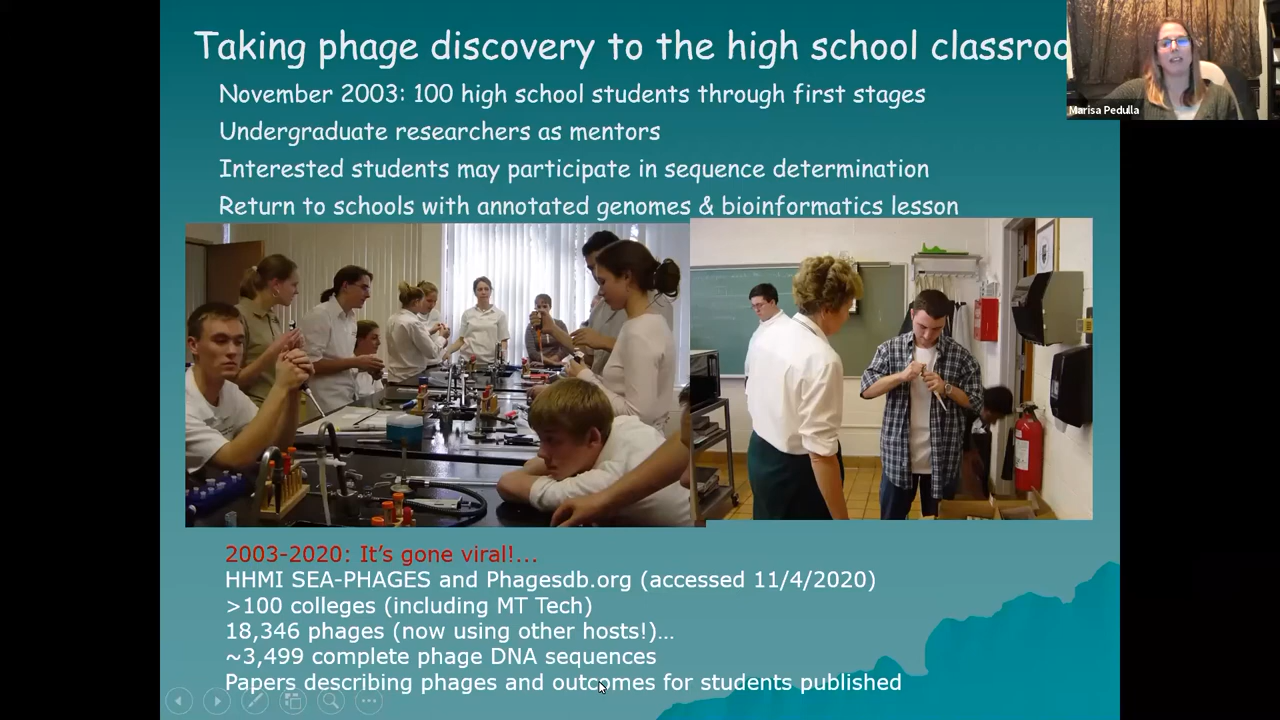 Taking phage discovery to the high school classroo
Marisa Pedulla
November 2003: 100 high school students through first stages
Undergraduate researchers as mentors
Interested students may participate in sequence determination
Return to schools with annotated genomes & bioinformatics lesson
2003-2020: It's gone viral!...
HHMI SEA-PHAGES and Phagesdb.org (accessed 11/4/2020)
>100 colleges (including MT Tech)
18,346 phages (now using other hosts!)...
~3,499 complete phage DNA sequences
Papers describing phages and outcomes for students published